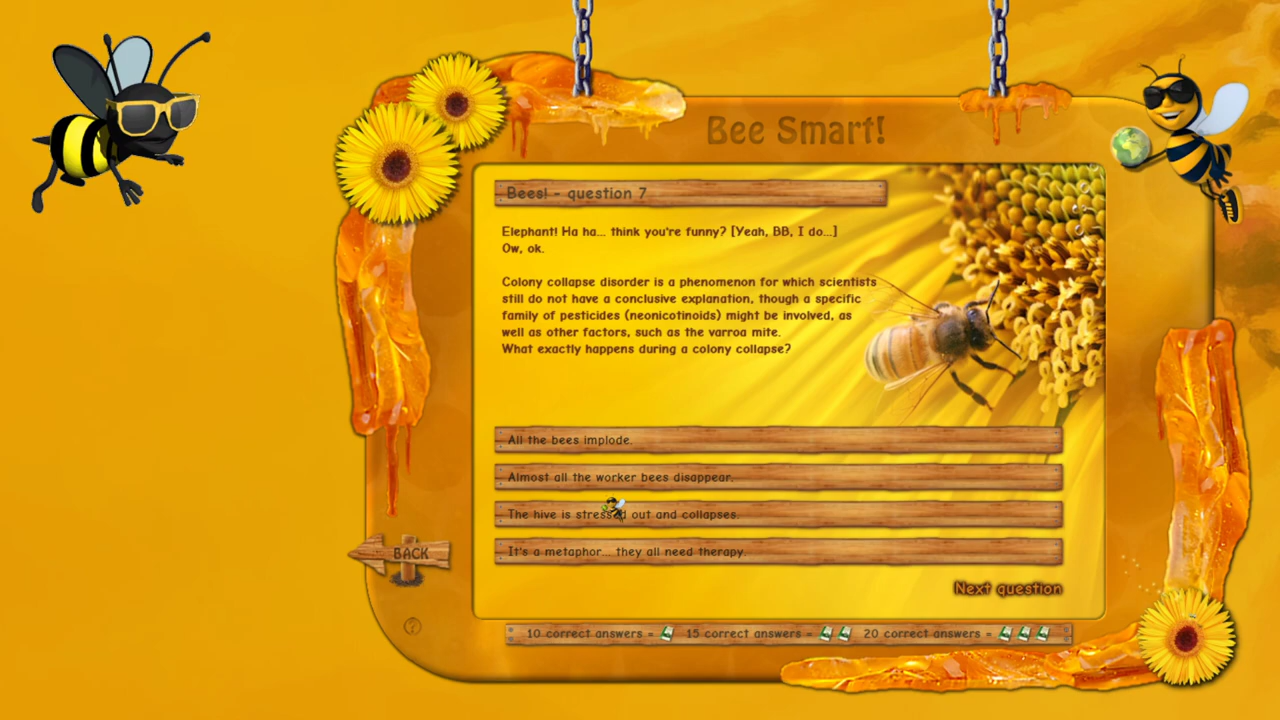 Bee Smart!
Bees! - question 7
Elephant! Ha ha... think you're funny? [Yeah, BB, I do...]
Ow, ok.
Colony collapse disorder is a phenomenon for which scientists
still do not have a conclusive explanation, though a specific
family of pesticides (neonicotinoids) might be involved, as
well as other factors, such as the varroa mite.
What exactly happens during a colony collapse?
All the bees implode.
Almost all the worker bees disappear.
The hive is stressed out and collapses.
It's a metaphor... they all need therapy.
BACK
Next question
?
10 correct answers = 15 correct answers = 20 correct answers =